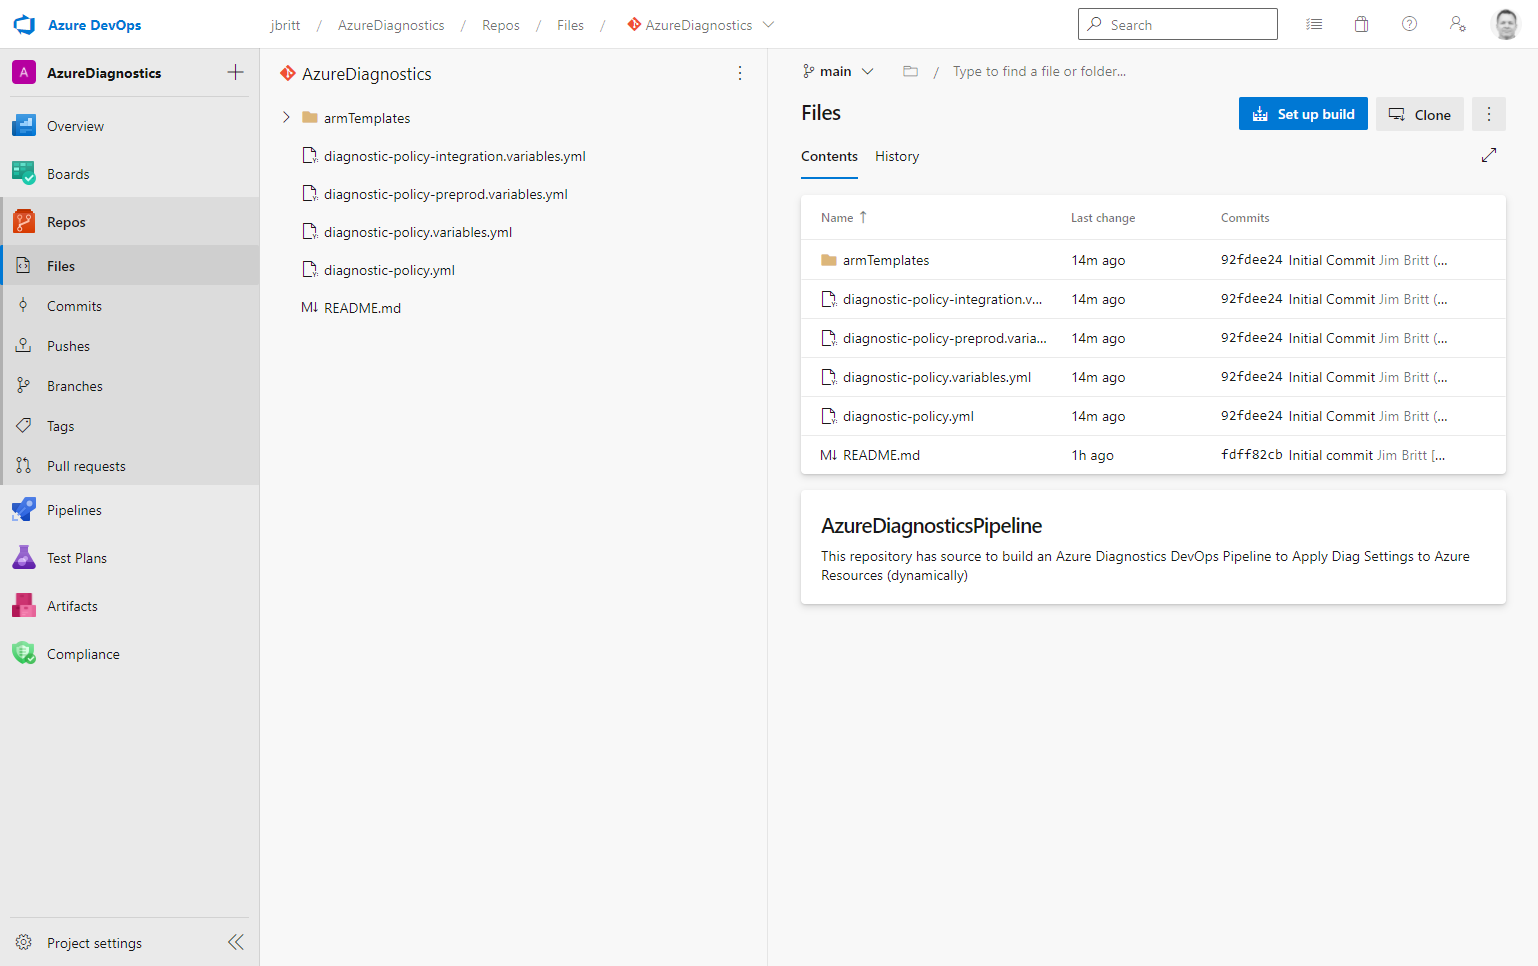 Azure DevOps
jbritt / AzureDiagnostics / Repos / Files / AzureDiagnostics
Search
A AzureDiagnostics
Overview
Boards
Repos
Files
Commits
Pushes
Branches
Tags
Pull requests
Pipelines
Test Plans
Artifacts
Compliance
Project settings
AzureDiagnostics
armTemplates
diagnostic-policy-integration.variables.yml
diagnostic-policy-preprod.variables.yml
diagnostic-policy.variables.yml
diagnostic-policy.yml
M↓ README.md
main / Type to find a file or folder...
Files
Set up build
Clone
Contents History
Name ↑ Last change Commits
armTemplates 14m ago 92fdee24 Initial Commit Jim Britt (...
diagnostic-policy-integration.v... 14m ago 92fdee24 Initial Commit Jim Britt (...
diagnostic-policy-preprod.varia... 14m ago 92fdee24 Initial Commit Jim Britt (...
diagnostic-policy.variables.yml 14m ago 92fdee24 Initial Commit Jim Britt (...
diagnostic-policy.yml 14m ago 92fdee24 Initial Commit Jim Britt (...
M↓ README.md 1h ago fdff82cb Initial commit Jim Britt [...
AzureDiagnosticsPipeline
This repository has source to build an Azure Diagnostics DevOps Pipeline to Apply Diag Settings to Azure
Resources (dynamically)